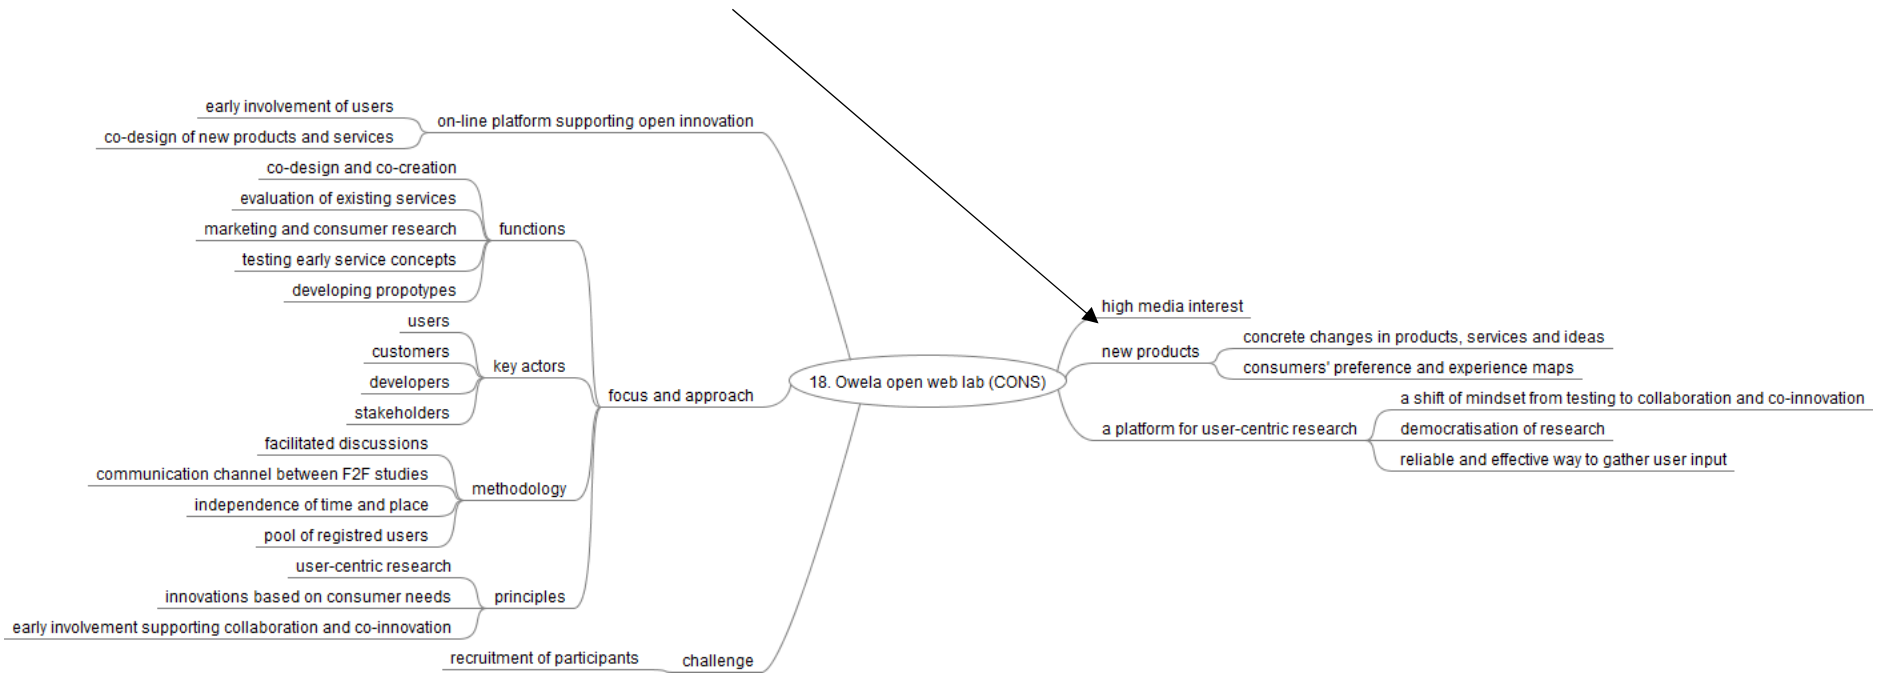 early involvement of users
co-design of new products and services
on-line platform supporting open innovation
co-design and co-creation
evaluation of existing services
marketing and consumer research
testing early service concepts
developing propotypes
functions
users
customers
developers
stakeholders
key actors
facilitated discussions
communication channel between F2F studies
independence of time and place
pool of registred users
methodology
user-centric research
innovations based on consumer needs
early involvement supporting collaboration and co-innovation
principles
focus and approach
recruitment of participants
challenge
18. Owela open web lab (CONS)
high media interest
new products
concrete changes in products, services and ideas
consumers' preference and experience maps
a platform for user-centric research
a shift of mindset from testing to collaboration and co-innovation
democratisation of research
reliable and effective way to gather user input